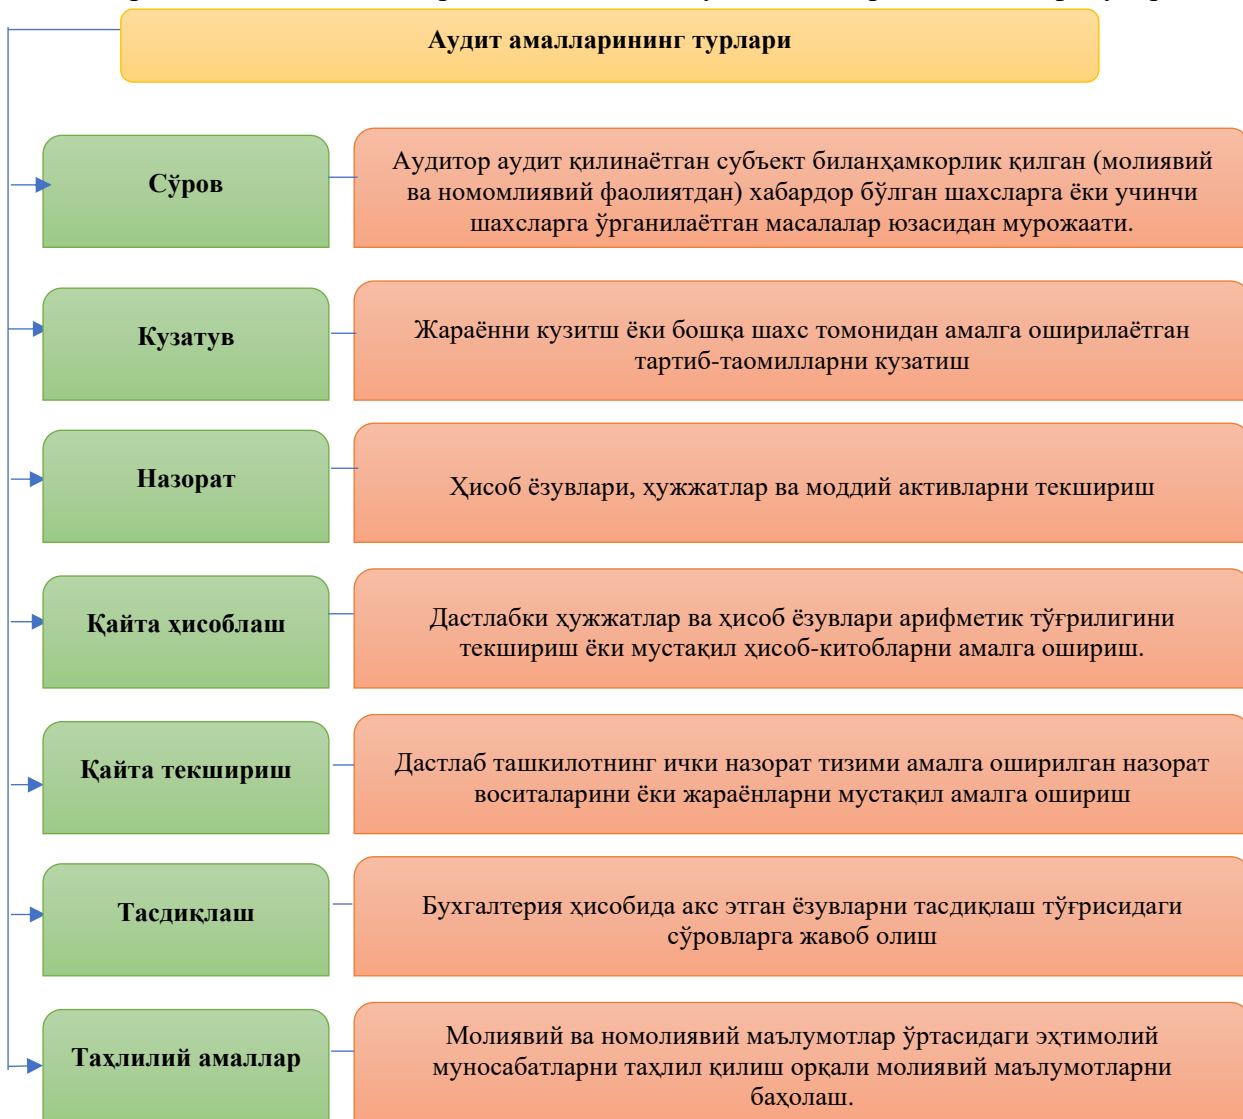 Аудит амалларининг турлари
Сўров
Аудитор аудит қилинаётган субъект биланҳамкорлик қилган (молиявий
ва номомлиявий фаолиятдан) хабардор бўлган шахсларга ёки учинчи
шахсларга ўрганилаётган масалалар юзасидан мурожаати.
Кузатув
Жараённи кузитш ёки бошқа шахс томонидан амалга оширилаётган
тартиб-таомилларни кузатиш
Назорат
Ҳисоб ёзувлари, ҳужжатлар ва моддий активларни текшириш
Қайта ҳисоблаш
Дастлабки ҳужжатлар ва ҳисоб ёзувлари арифметик тўғрилигини
текшириш ёки мустақил ҳисоб-китобларни амалга ошириш.
Қайта текшириш
Дастлаб ташкилотнинг ички назорат тизими амалга оширилган назорат
воситаларини ёки жараёнларни мустақил амалга ошириш
Тасдиқлаш
Бухгалтерия ҳисобида акс этган ёзувларни тасдиқлаш тўғрисидаги
сўровларга жавоб олиш
Таҳлилий амаллар
Молиявий ва номолиявий маълумотлар ўртасидаги эҳтимолий
муносабатларни таҳлил қилиш орқали молиявий маълумотларни
баҳолаш.